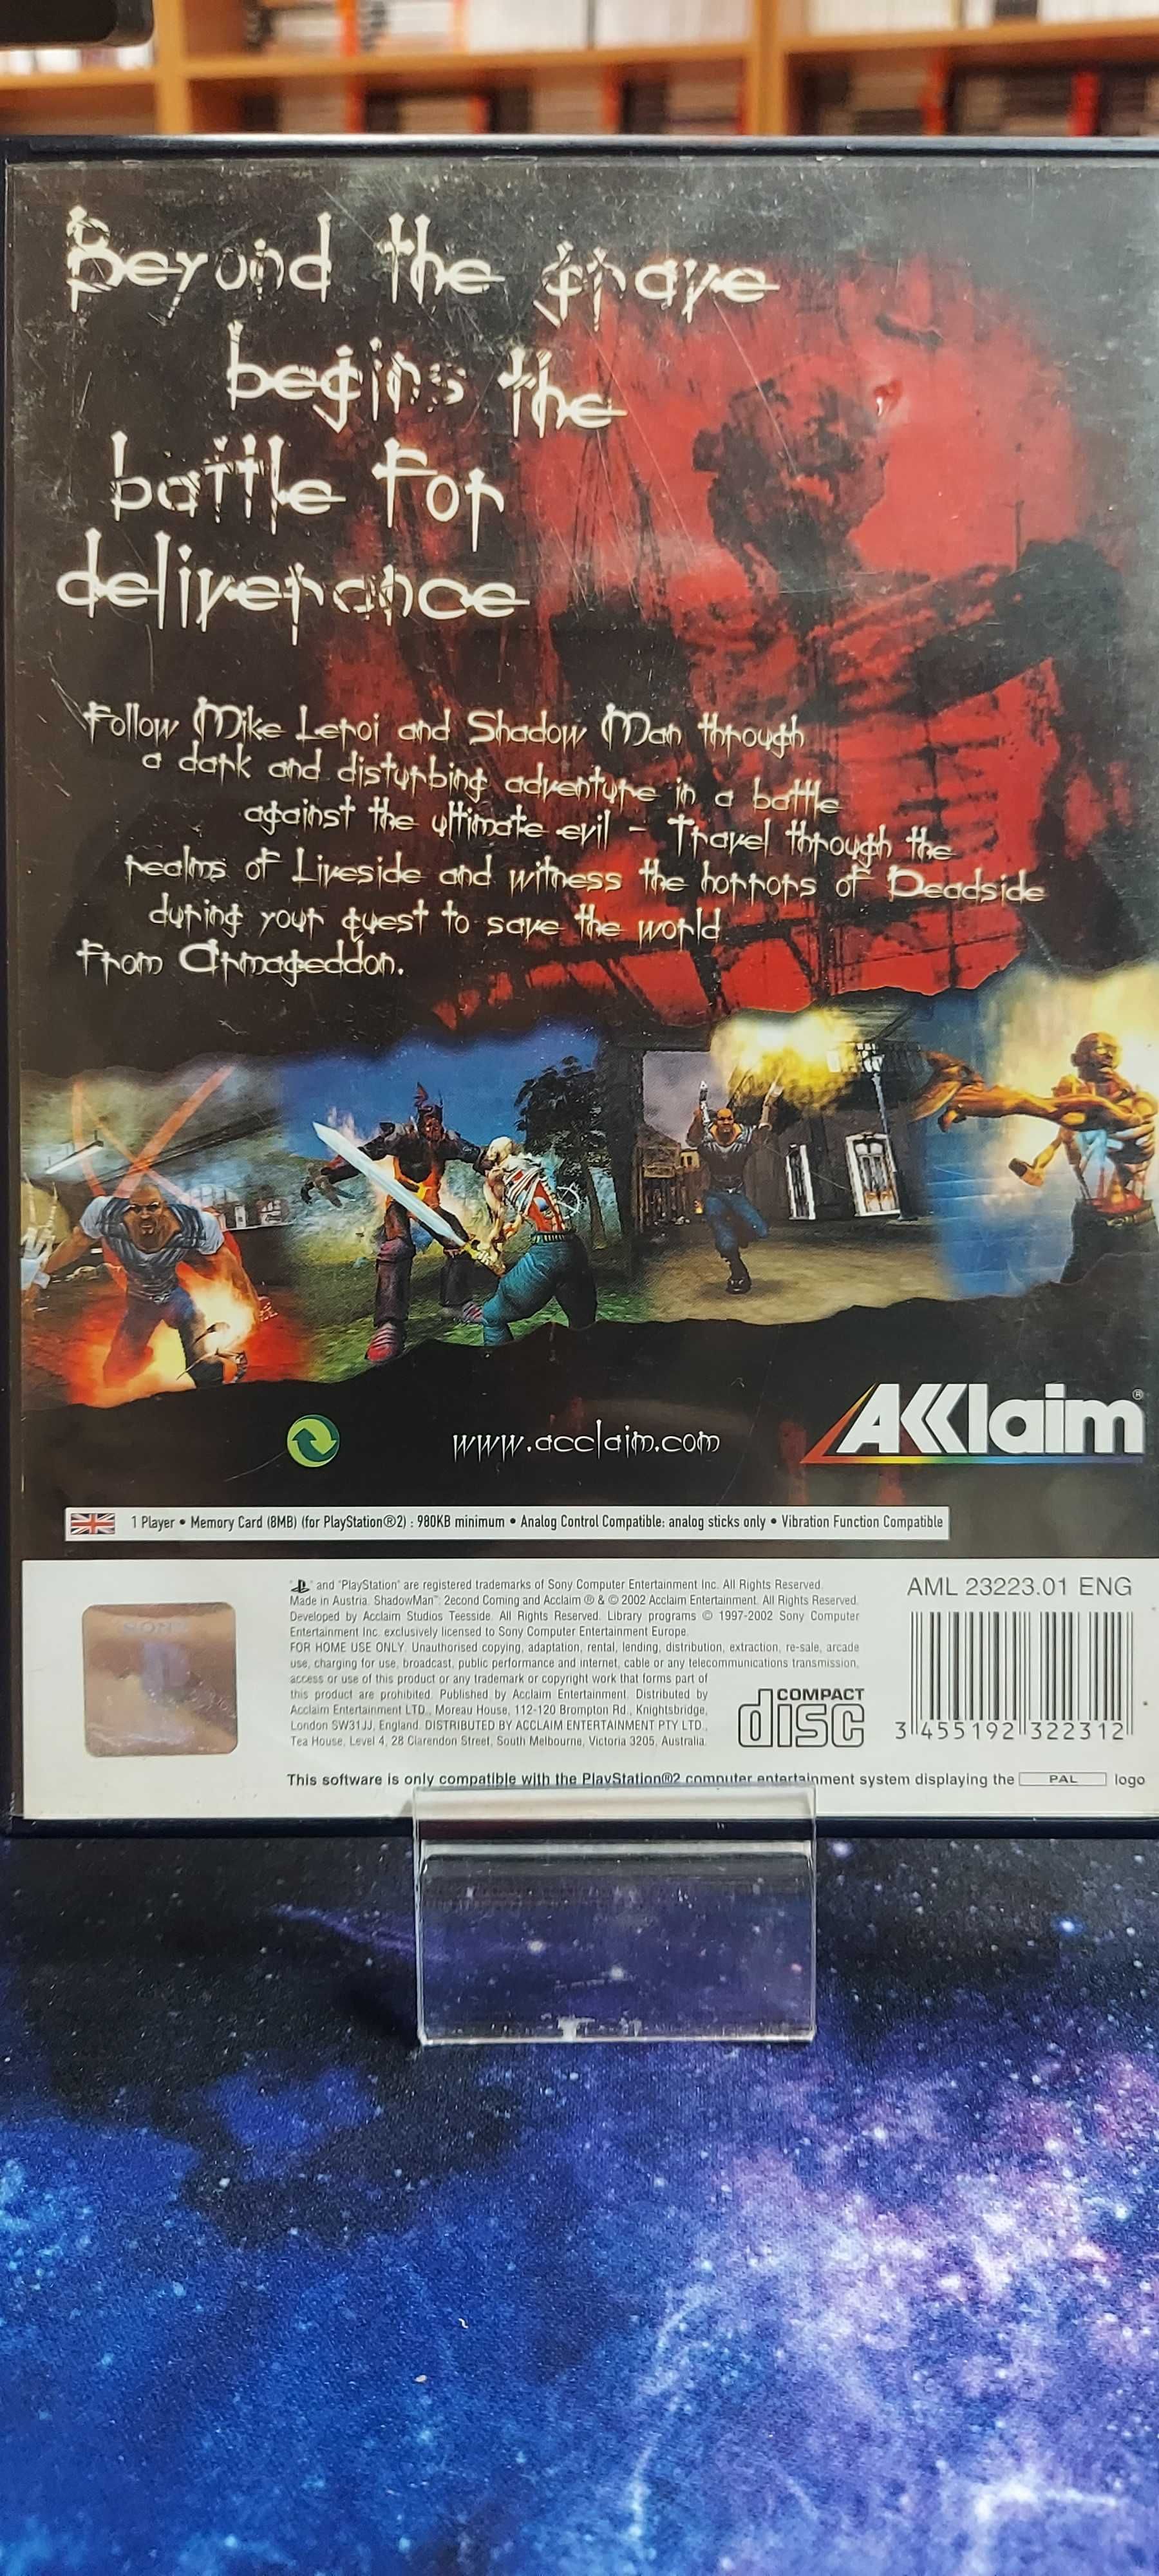 Beyond the grave
begins the
battle for
deliverance
Follow Mike Leroi and Shadow Man through
a dark and disturbing adventure in a battle
against the ultimate evil - Travel through the
realms of Liveside and witness the horrors of Deadside
during your quest to save the world
from Armageddon.
www.acclaim.com
AKKlaim®
1 Player • Memory Card (8MB) (for PlayStation®2) : 980KB minimum • Analog Control Compatible: analog sticks only • Vibration Function Compatible
" " and "PlayStation" are registered trademarks of Sony Computer Entertainment Inc. All Rights Reserved.
Made in Austria. ShadowMan™: 2econd Coming and Acclaim ® & © 2002 Acclaim Entertainment. All Rights Reserved.
Developed by Acclaim Studios Teesside. All Rights Reserved. Library programs © 1997-2002 Sony Computer
Entertainment Inc. exclusively licensed to Sony Computer Entertainment Europe.
FOR HOME USE ONLY. Unauthorised copying, adaptation, rental, lending, distribution, extraction, re-sale, arcade
use, charging for use, broadcast, public performance and internet, cable or any telecommunications transmission,
access or use of this product or any trademark or copyright work that forms part of
this product are prohibited. Published by Acclaim Entertainment. Distributed by
Acclaim Entertainment LTD., Moreau House, 112-120 Brompton Rd., Knightsbridge,
London SW31JJ, England. DISTRIBUTED BY ACCLAIM ENTERTAINMENT PTY LTD.,
Tea House, Level 4, 28 Clarendon Street, South Melbourne, Victoria 3205, Australia.
COMPACT
disc
AML 23223.01 ENG
3 455192 322312
This software is only compatible with the PlayStation®2 computer entertainment system displaying the PAL logo